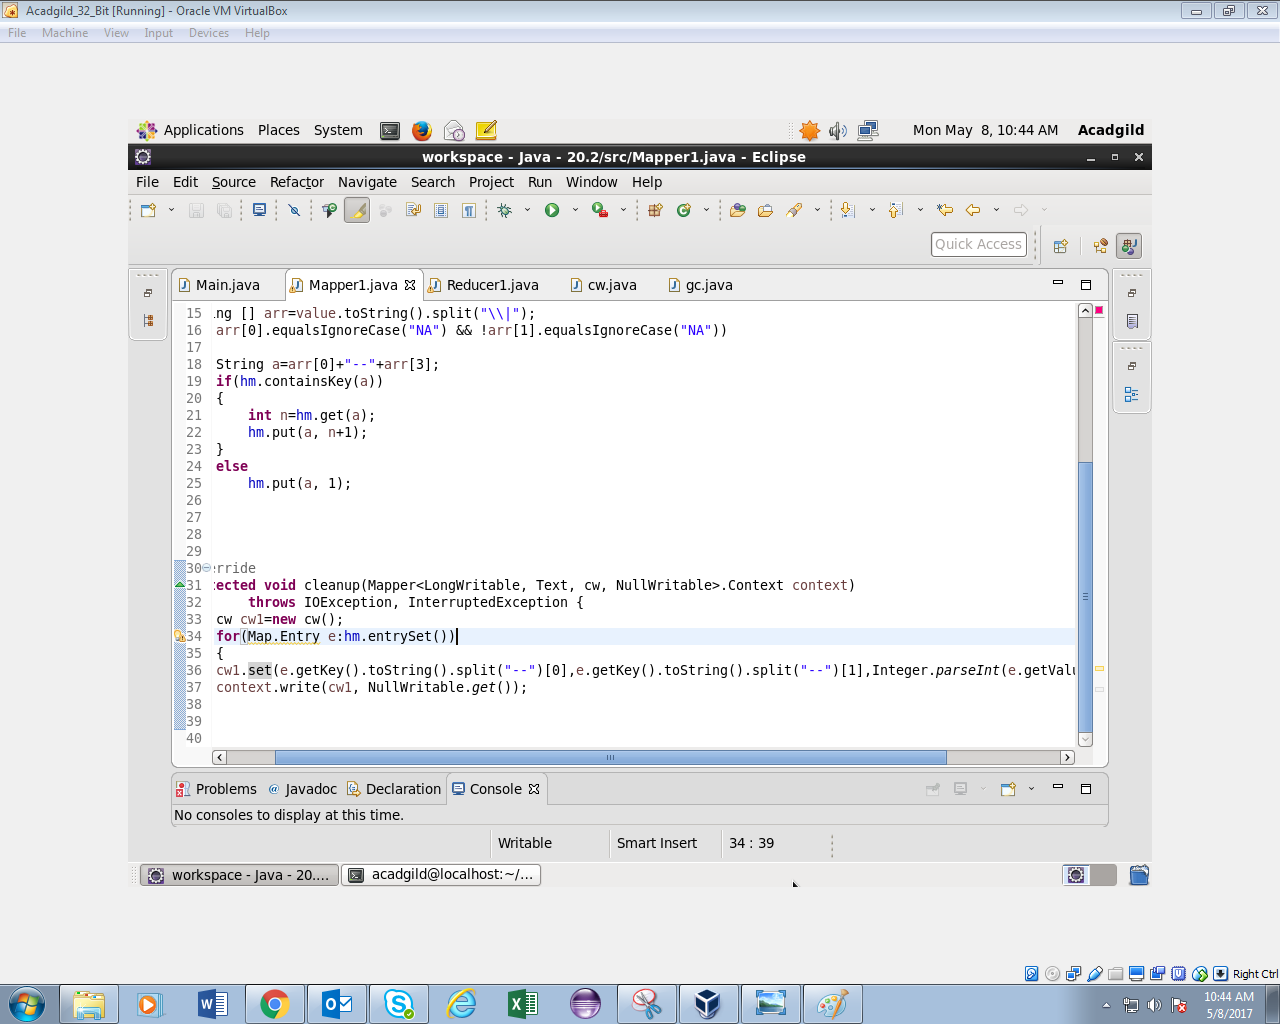 Acadgild_32_Bit [Running] - Oracle VM VirtualBox
File Machine View Input Devices Help
Applications Places System Mon May 8, 10:44 AM Acadgild
workspace - Java - 20.2/src/Mapper1.java - Eclipse
File Edit Source Refactor Navigate Search Project Run Window Help
Quick Access
Main.java Mapper1.java Reducer1.java cw.java gc.java
15 ing [] arr=value.toString().split("\\|");
16 arr[0].equalsIgnoreCase("NA") && !arr[1].equalsIgnoreCase("NA"))
17
18 String a=arr[0]+"--"+arr[3];
19 if(hm.containsKey(a))
20 {
21 int n=hm.get(a);
22 hm.put(a, n+1);
23 }
24 else
25 hm.put(a, 1);
26
27
28
29
30 rride
31 tected void cleanup(Mapper<LongWritable, Text, cw, NullWritable>.Context context)
32 throws IOException, InterruptedException {
33 cw cw1=new cw();
34 for(Map.Entry e:hm.entrySet())
35 {
36 cw1.set(e.getKey().toString().split("--")[0],e.getKey().toString().split("--")[1],Integer.parseInt(e.getValu
37 context.write(cw1, NullWritable.get());
38
39
40
Problems Javadoc Declaration Console
No consoles to display at this time.
Writable Smart Insert 34 : 39
workspace - Java - 20.... acadgild@localhost:~/...
Right Ctrl
10:44 AM
5/8/2017